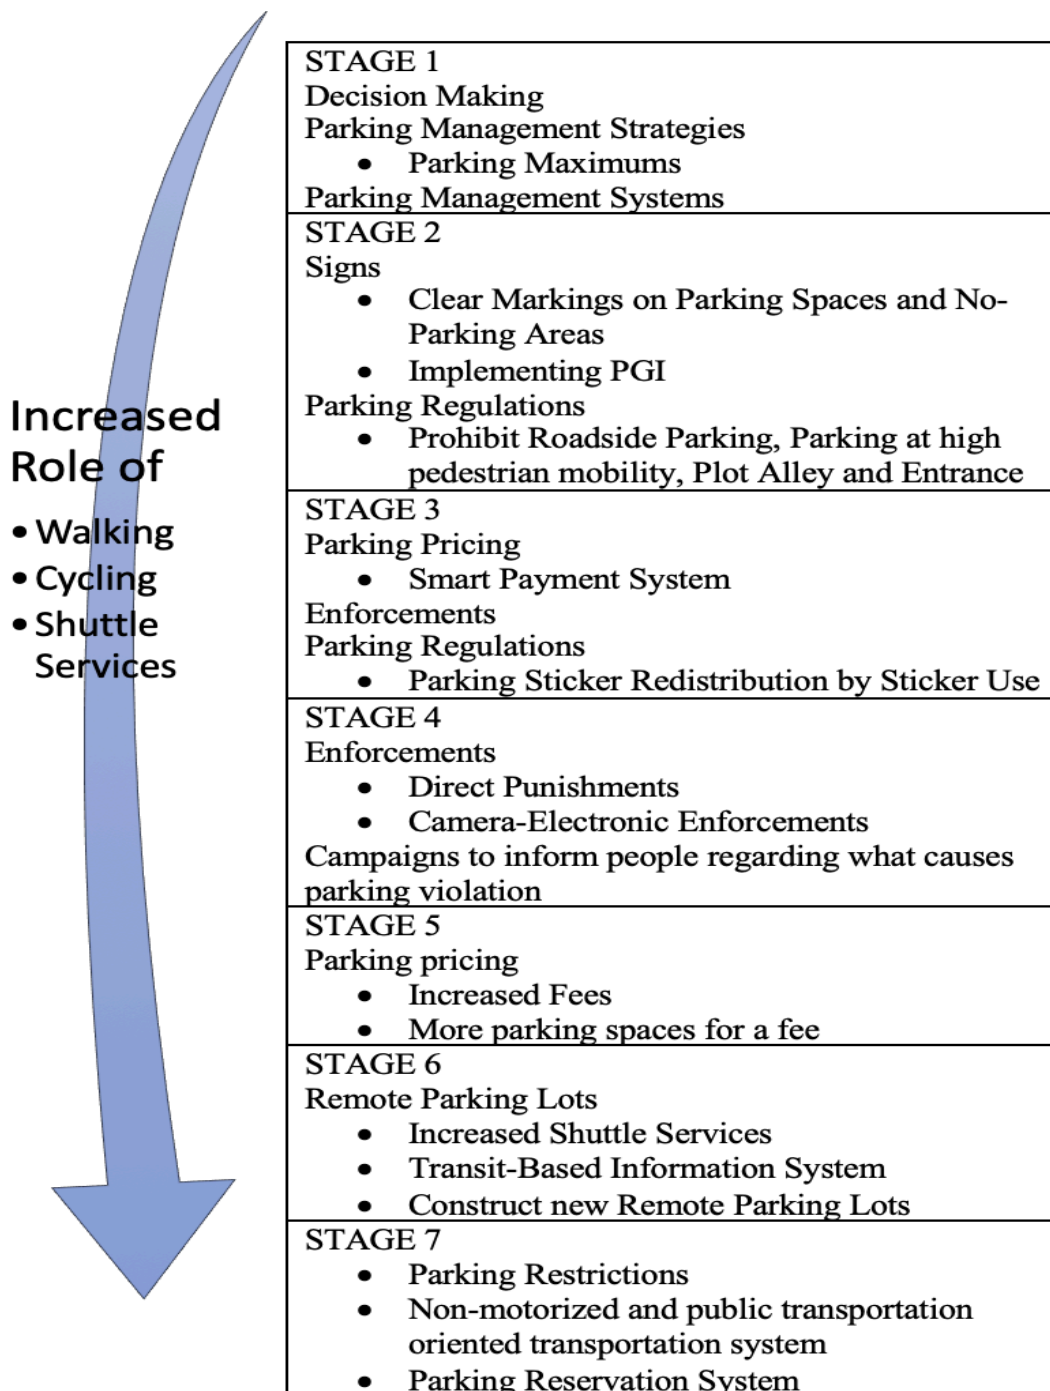 STAGE 1
Decision Making
Parking Management Strategies
• Parking Maximums
Parking Management Systems
STAGE 2
Signs
• Clear Markings on Parking Spaces and No-
Parking Areas
• Implementing PGI
Parking Regulations
• Prohibit Roadside Parking, Parking at high
pedestrian mobility, Plot Alley and Entrance
STAGE 3
Parking Pricing
• Smart Payment System
Enforcements
Parking Regulations
• Parking Sticker Redistribution by Sticker Use
STAGE 4
Enforcements
• Direct Punishments
• Camera-Electronic Enforcements
Campaigns to inform people regarding what causes
parking violation
STAGE 5
Parking pricing
• Increased Fees
• More parking spaces for a fee
STAGE 6
Remote Parking Lots
• Increased Shuttle Services
• Transit-Based Information System
• Construct new Remote Parking Lots
STAGE 7
• Parking Restrictions
• Non-motorized and public transportation
oriented transportation system
• Parking Reservation System
Increased
Role of
• Walking
• Cycling
• Shuttle
Services